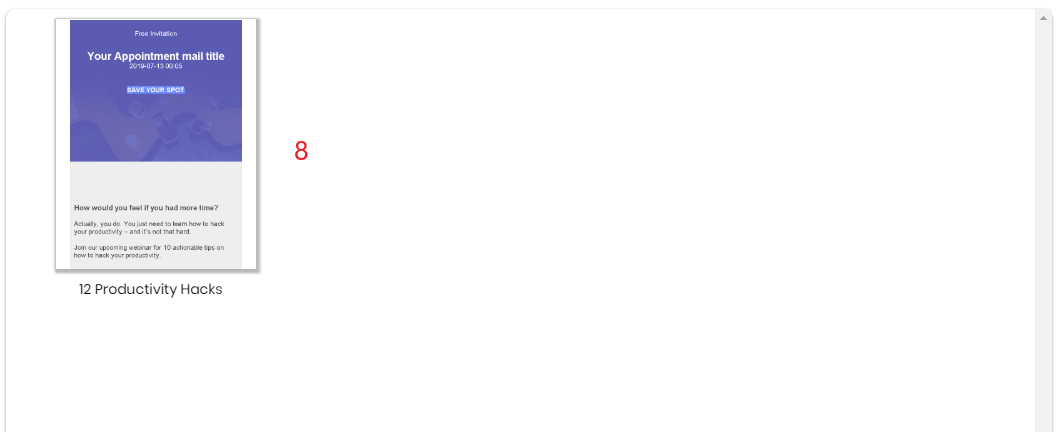 Free Invitation
Your Appointment mail title
2019-07-13 00:05
SAVE YOUR SPOT
8
How would you feel if you had more time?
Actually, you do. You just need to learn how to hack
your productivity – and it's not that hard.
Join our upcoming webinar for 10 actionable tips on
how to hack your productivity.
12 Productivity Hacks